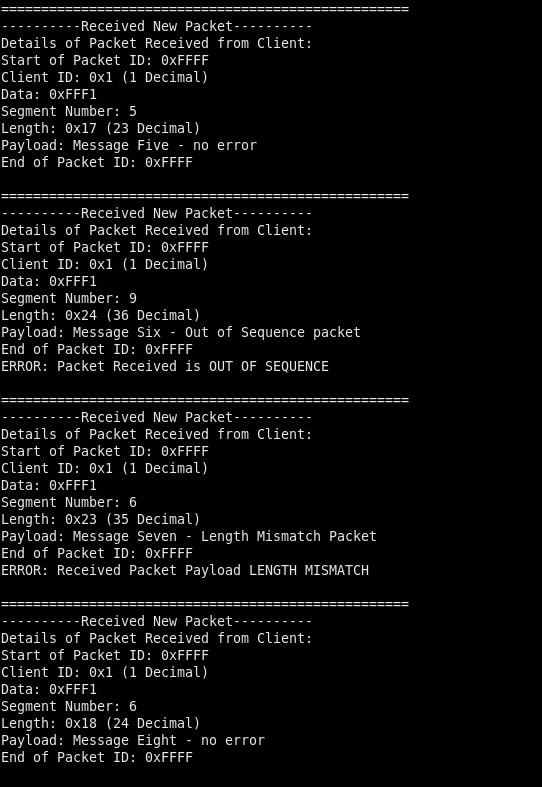 ===================================================
----------Received New Packet----------
Details of Packet Received from Client:
Start of Packet ID: 0xFFFF
Client ID: 0x1 (1 Decimal)
Data: 0xFFF1
Segment Number: 5
Length: 0x17 (23 Decimal)
Payload: Message Five - no error
End of Packet ID: 0xFFFF

===================================================
----------Received New Packet----------
Details of Packet Received from Client:
Start of Packet ID: 0xFFFF
Client ID: 0x1 (1 Decimal)
Data: 0xFFF1
Segment Number: 9
Length: 0x24 (36 Decimal)
Payload: Message Six - Out of Sequence packet
End of Packet ID: 0xFFFF
ERROR: Packet Received is OUT OF SEQUENCE

===================================================
----------Received New Packet----------
Details of Packet Received from Client:
Start of Packet ID: 0xFFFF
Client ID: 0x1 (1 Decimal)
Data: 0xFFF1
Segment Number: 6
Length: 0x23 (35 Decimal)
Payload: Message Seven - Length Mismatch Packet
End of Packet ID: 0xFFFF
ERROR: Received Packet Payload LENGTH MISMATCH

===================================================
----------Received New Packet----------
Details of Packet Received from Client:
Start of Packet ID: 0xFFFF
Client ID: 0x1 (1 Decimal)
Data: 0xFFF1
Segment Number: 6
Length: 0x18 (24 Decimal)
Payload: Message Eight - no error
End of Packet ID: 0xFFFF